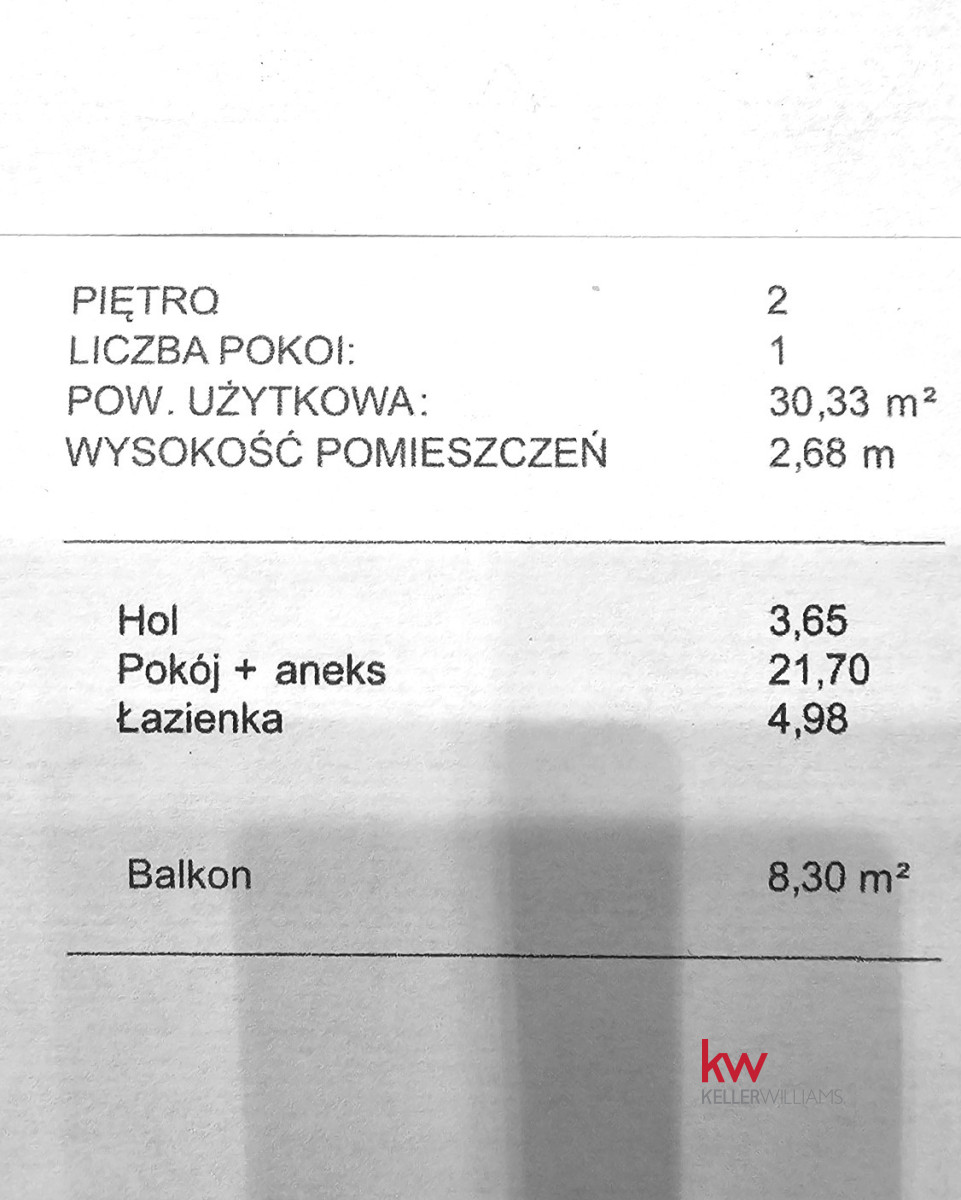 PIĘTRO 2
LICZBA POKOI: 1
POW. UŻYTKOWA: 30,33 m²
WYSOKOŚĆ POMIESZCZEŃ 2,68 m
Hol 3,65
Pokój + aneks 21,70
Łazienka 4,98
Balkon 8,30 m²
kw
KELLERWILLIAMS.